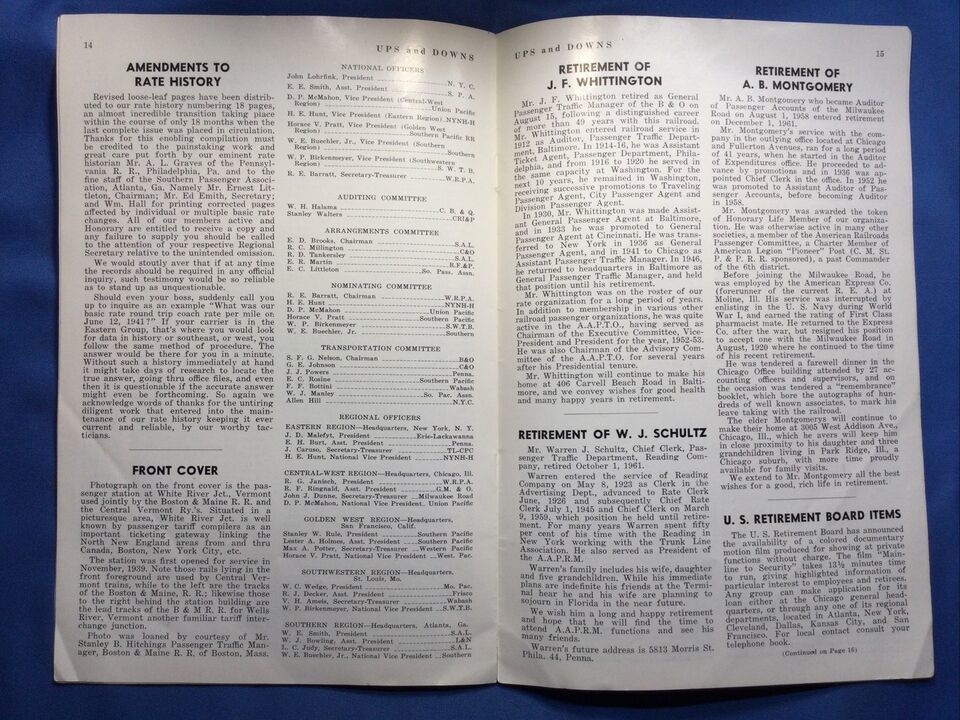 14
UPS and DOWNS
AMENDMENTS TO
RATE HISTORY
Revised loose-leaf pages have been distrib-
uted to our rate history numbering 18 pages,
an almost incredible transition taking place
within the course of only 18 months when the
last complete issue was placed in circulation.
Thanks for this enobling compilation must
be credited to the painstaking work and
great care put forth by our eminent rate
historian Mr. A. L. Graves of the Pennsyl-
vania R. R., Philadelphia, Pa., and to the
fine staff of the Southern Passenger Associ-
ation, Atlanta, Ga. Namely Mr. Ernest Lit-
tleton, Chairman; Mr. Ed Smith, Secretary;
and Wm. Hall for printing corrected pages
affected by individual or multiple basic rate
changes. All of our members active and
Honorary are entitled to receive a copy and
any failure to supply you should be called
to the attention of your respective Regional
Secretary relative to the unintended omission.
We would stoutly aver that if at any time
the records should be required in any official
inquiry, such testimony would be so reliable
as to stand up as unquestionable.
Should even your boss, suddenly call you
up to inquire as an example "What was our
basic rate round trip coach rate per mile on
June 12, 1941?" If your carrier is in the
Eastern Group, that's where you would look
for data in history or southeast, or west, you
follow the same method of procedure. The
answer would be there for you in a minute.
Without such a history immediately at hand
it might take days of research to locate the
true answer, going thru office files, and even
then it is questionable if the accurate answer
might even be forthcoming. So again we
acknowledge words of thanks for the untiring
diligent work that entered into the main-
tenance of our rate history keeping it ever
current and reliable, by our worthy tac-
ticians.
FRONT COVER
Photograph on the front cover is the pas-
senger station at White River Jct., Vermont
used jointly by the Boston & Maine R. R. and
the Central Vermont Ry.'s. Situated in a
picturesque area, White River Jct. is well
known by passenger tariff compilers as an
important ticketing gateway linking the
North New England areas from and thru
Canada, Boston, New York City, etc.
The station was first opened for service in
November, 1939. Note those rails lying in the
foreground are used by Central Ver-
mont trains, while to the left are the tracks
of the Boston & Maine, R. R.; likewise those
to the right behind the station building are
the lead tracks of the B & M R. R. for Wells
River, Vermont another familiar tariff inter-
change junction.
Photo was loaned by courtesy of Mr.
Stanley B. Hitchings Passenger Traffic Man-
ager, Boston & Maine R. R. of Boston, Mass.
NATIONAL OFFICERS
John Lohrfink, President N. Y. C.
E. E. Smith, Asst. President S. P. A.
D. P. McMahon, Vice President (Central-West
Region) Union Pacific
H. E. Hunt, Vice President (Eastern Region) NYNH-H
Horace V. Pratt, Vice President (Golden West
Region) Southern Pacific RR
W. E. Buechler, Jr., Vice President (Southern
Region) Southern
W. P. Birkenmeyer, Vice President (Southwestern
Region) S. W. T. B.
R. E. Barratt, Secretary-Treasurer W.R.P.A.
AUDITING COMMITTEE
W. H. Halama C. B. & Q.
Stanley Walters CRI&P
ARRANGEMENTS COMMITTEE
E. D. Brooks, Chairman S.A.L.
R. C. Millington C&O
R. D. Tankersley S.A.L.
E. R. Martin R.F.&P.
E. C. Littleton So. Pass. Assn.
NOMINATING COMMITTEE
R. E. Barratt, Chairman W.R.P.A.
H. E. Hunt NYNH-H
D. P. McMahon Union Pacific
Horace V. Pratt Southern Pacific
W. P. Birkenmeyer S.W.T.B.
W. E. Buechler, Jr. Southern
TRANSPORTATION COMMITTEE
S. F. G. Nelson, Chairman B&O
G. E. Johnson C&O
J. J. Powers Penna.
E. C. Rosine Southern Pacific
F. F. Bottini Wabash
W. J. Manley So. Pac. Assn.
Allen Hill N.Y.C.
REGIONAL OFFICERS
EASTERN REGION—Headquarters, New York, N. Y.
J. D. Malefyt, President Erie-Lackawanna
E. H. Burt, Asst. President Penna.
J. Caruso, Secretary-Treasurer TL-CPC
H. E. Hunt, National Vice President NYNH-H
CENTRAL-WEST REGION—Headquarters, Chicago, Ill.
R. G. Janisch, President W.R.P.A.
R. F. Ringnald, Asst. President G.M. & O.
John J. Dunne, Secretary-Treasurer Milwaukee Road
D. P. McMahon, National Vice President Union Pacific
GOLDEN WEST REGION—Headquarters,
San Francisco, Calif.
Stanley W. Rule, President Southern Pacific
Lester A. Holmes, Asst. President Southern Pacific
Max A. Potter, Secretary-Treasurer Western Pacific
Horace V. Pratt, National Vice President West. Pac.
SOUTHWESTERN REGION—Headquarters,
St. Louis, Mo.
W. C. Wedge, President Mo. Pac.
R. J. Decker, Asst. President Frisco
Y. H. Ameis, Secretary-Treasurer Wabash
W. P. Birkenmeyer, National Vice President S.W.T.B.
SOUTHERN REGION—Headquarters, Atlanta, Ga.
W. E. Smith, President S.A.L.
W. J. Bowling, Asst. President L&N
L. C. Judy, Secretary-Treasurer S.A.L.
W. E. Buechler, Jr., National Vice President Southern
UPS and DOWNS
15
RETIREMENT OF
J. F. WHITTINGTON
Mr. J. F. Whittington retired as General
Passenger Traffic Manager of the B & O on
August 15, following a distinguished career
of more than 49 years with this railroad.
Mr. Whittington entered railroad service in
1912 as Auditor, Passenger Traffic Depart-
ment, Baltimore. In 1914-16, he was Assistant
Ticket Agent, Passenger Department, Phila-
delphia, and from 1916 to 1920 he served in
the same capacity at Washington. For the
next 10 years, he remained in Washington,
receiving successive promotions to Traveling
Passenger Agent, City Passenger Agent and
Division Passenger Agent.
In 1930, Mr. Whittington was made Assist-
ant General Passenger Agent at Baltimore,
and in 1933 he was promoted to General
Passenger Agent at Cincinnati. He was trans-
ferred to New York in 1936 as General
Passenger Agent, and in 1941 to Chicago as
Assistant Passenger Traffic Manager. In 1946,
he returned to headquarters in Baltimore as
General Passenger Traffic Manager, and held
that position until his retirement.
Mr. Whittington was on the roster of our
rate organization for a long period of years.
In addition to membership in various other
railroad passenger organizations, he was quite
active in the A.A.P.T.O., having served as
Chairman of the Executive Committee, Vice-
President and President for the year, 1952-53.
He was also Chairman of the Advisory Com-
mittee of the A.A.P.T.O. for several years
after his Presidential tenure.
Mr. Whittington will continue to make his
home at 406 Carvell Beach Road in Balti-
more, and we convey wishes for good health
and many happy years in retirement.
RETIREMENT OF W. J. SCHULTZ
Mr. Warren J. Schultz, Chief Clerk, Pas-
senger Traffic Department, Reading Com-
pany, retired October 1, 1961.
Warren entered the service of Reading
Company on May 8, 1923 as Clerk in the
Advertising Dept., advanced to Rate Clerk
June, 1926 and subsequently Chief Rate
Clerk July 1, 1945 and Chief Clerk on March
9, 1959, which position he held until retire-
ment. For many years Warren spent fifty
per cent of his time with the Reading in
New York working with the Trunk Line
Association. He also served as President of
the A.A.P.R.M.
Warren's family includes his wife, daughter
and five grandchildren. While his immediate
plans are indefinite his friends at the Termi-
nal hear he and his wife are planning to
sojourn in Florida in the near future.
We wish him a long and happy retirement
and hope that he will find the time to
attend A.A.P.R.M. functions and see his
many friends.
Warren's future address is 5813 Morris St.
Phila. 44, Penna.
RETIREMENT OF
A. B. MONTGOMERY
Mr. A. B. Montgomery who became Auditor
of Passenger Accounts of the Milwaukee
Road on August 1, 1958 entered retirement
on December 1, 1961.
Mr. Montgomery's service with the com-
pany in the outlying office located at Chicago
and Fullerton Avenues, ran for a long period
of 41 years, when he started in the Auditor
of Expenditures office. He proceeded to ad-
vance by promotions and in 1936 was ap-
pointed Chief Clerk in the office. In 1952 he
was promoted to Assistant Auditor of Pas-
senger Accounts, before becoming Auditor
in 1958.
Mr. Montgomery was awarded the token
of Honorary Life Member of our organiza-
tion. He was otherwise active in many other
societies, a member of the American Railroads
Passenger Committee, a Charter Member of
American Legion "Pioneer" Post (C. M. St.
P. & P. R.R. sponsored), a past Commander
of the 6th district.
Before joining the Milwaukee Road, he
was employed by the American Express Co.
(forerunner of the current R. E. A.) at
Moline, Ill. His service was interrupted by
enlisting in the U. S. Navy during World
War I, and earned the rating of First Class
pharmacist mate. He returned to the Express
Co. after the war, but resigned his position
to accept one with the Milwaukee Road in
August, 1920 where he continued to the time
of his recent retirement.
He was tendered a farewell dinner in the
Chicago Office building attended by 27 ac-
counting officers and supervisors, and on
the occasion was tendered a "remembrance"
booklet, which bore the autographs of hun-
dreds of well known associates, to mark his
leave taking with the railroad.
The elder Montgomerys will continue to
make their home at 3005 West Addison Ave.,
Chicago, Ill., which he avers will keep him
in close proximity to his daughter and three
grandchildren living in Park Ridge, Ill., a
Chicago suburb, with more time proudly
available for family visits.
We extend to Mr. Montgomery all the best
wishes for a good, rich life in retirement.
U. S. RETIREMENT BOARD ITEMS
The U. S. Retirement Board has announced
the availability of a colored documentary
motion film produced for showing at private
functions without charge. The film "Main-
line to Security" takes 13½ minutes time
to run, giving highlighted information of
particular interest to employees and retirees.
Any group can make application for its
loan either at the Chicago general head-
quarters, or through any one of its regional
departments, located in Atlanta, New York,
Cleveland, Dallas, Kansas City, and San
Francisco. For local contact consult your
telephone book.
(Continued on Page 16)